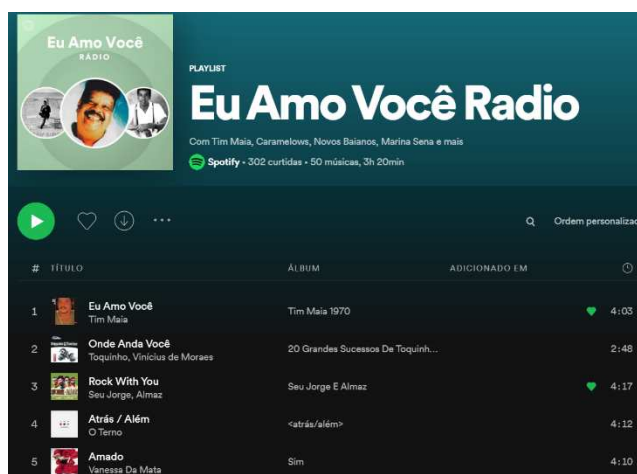 Eu Amo Você
RÁDIO
PLAYLIST
Eu Amo Você Radio
Com Tim Maia, Caramelows, Novos Baianos, Marina Sena e mais
Spotify • 302 curtidas • 50 músicas, 3h 20min
Ordem personalizad
# TÍTULO ÁLBUM ADICIONADO EM
1 Eu Amo Você Tim Maia 1970 4:03
Tim Maia
2 Onde Anda Você 20 Grandes Sucessos De Toquinh... 2:48
Toquinho, Vinícius de Moraes
3 Rock With You Seu Jorge E Almaz 4:17
Seu Jorge, Almaz
4 Atrás / Além <atrás/além> 4:12
O Terno
5 Amado Sim 4:10
Vanessa Da Mata